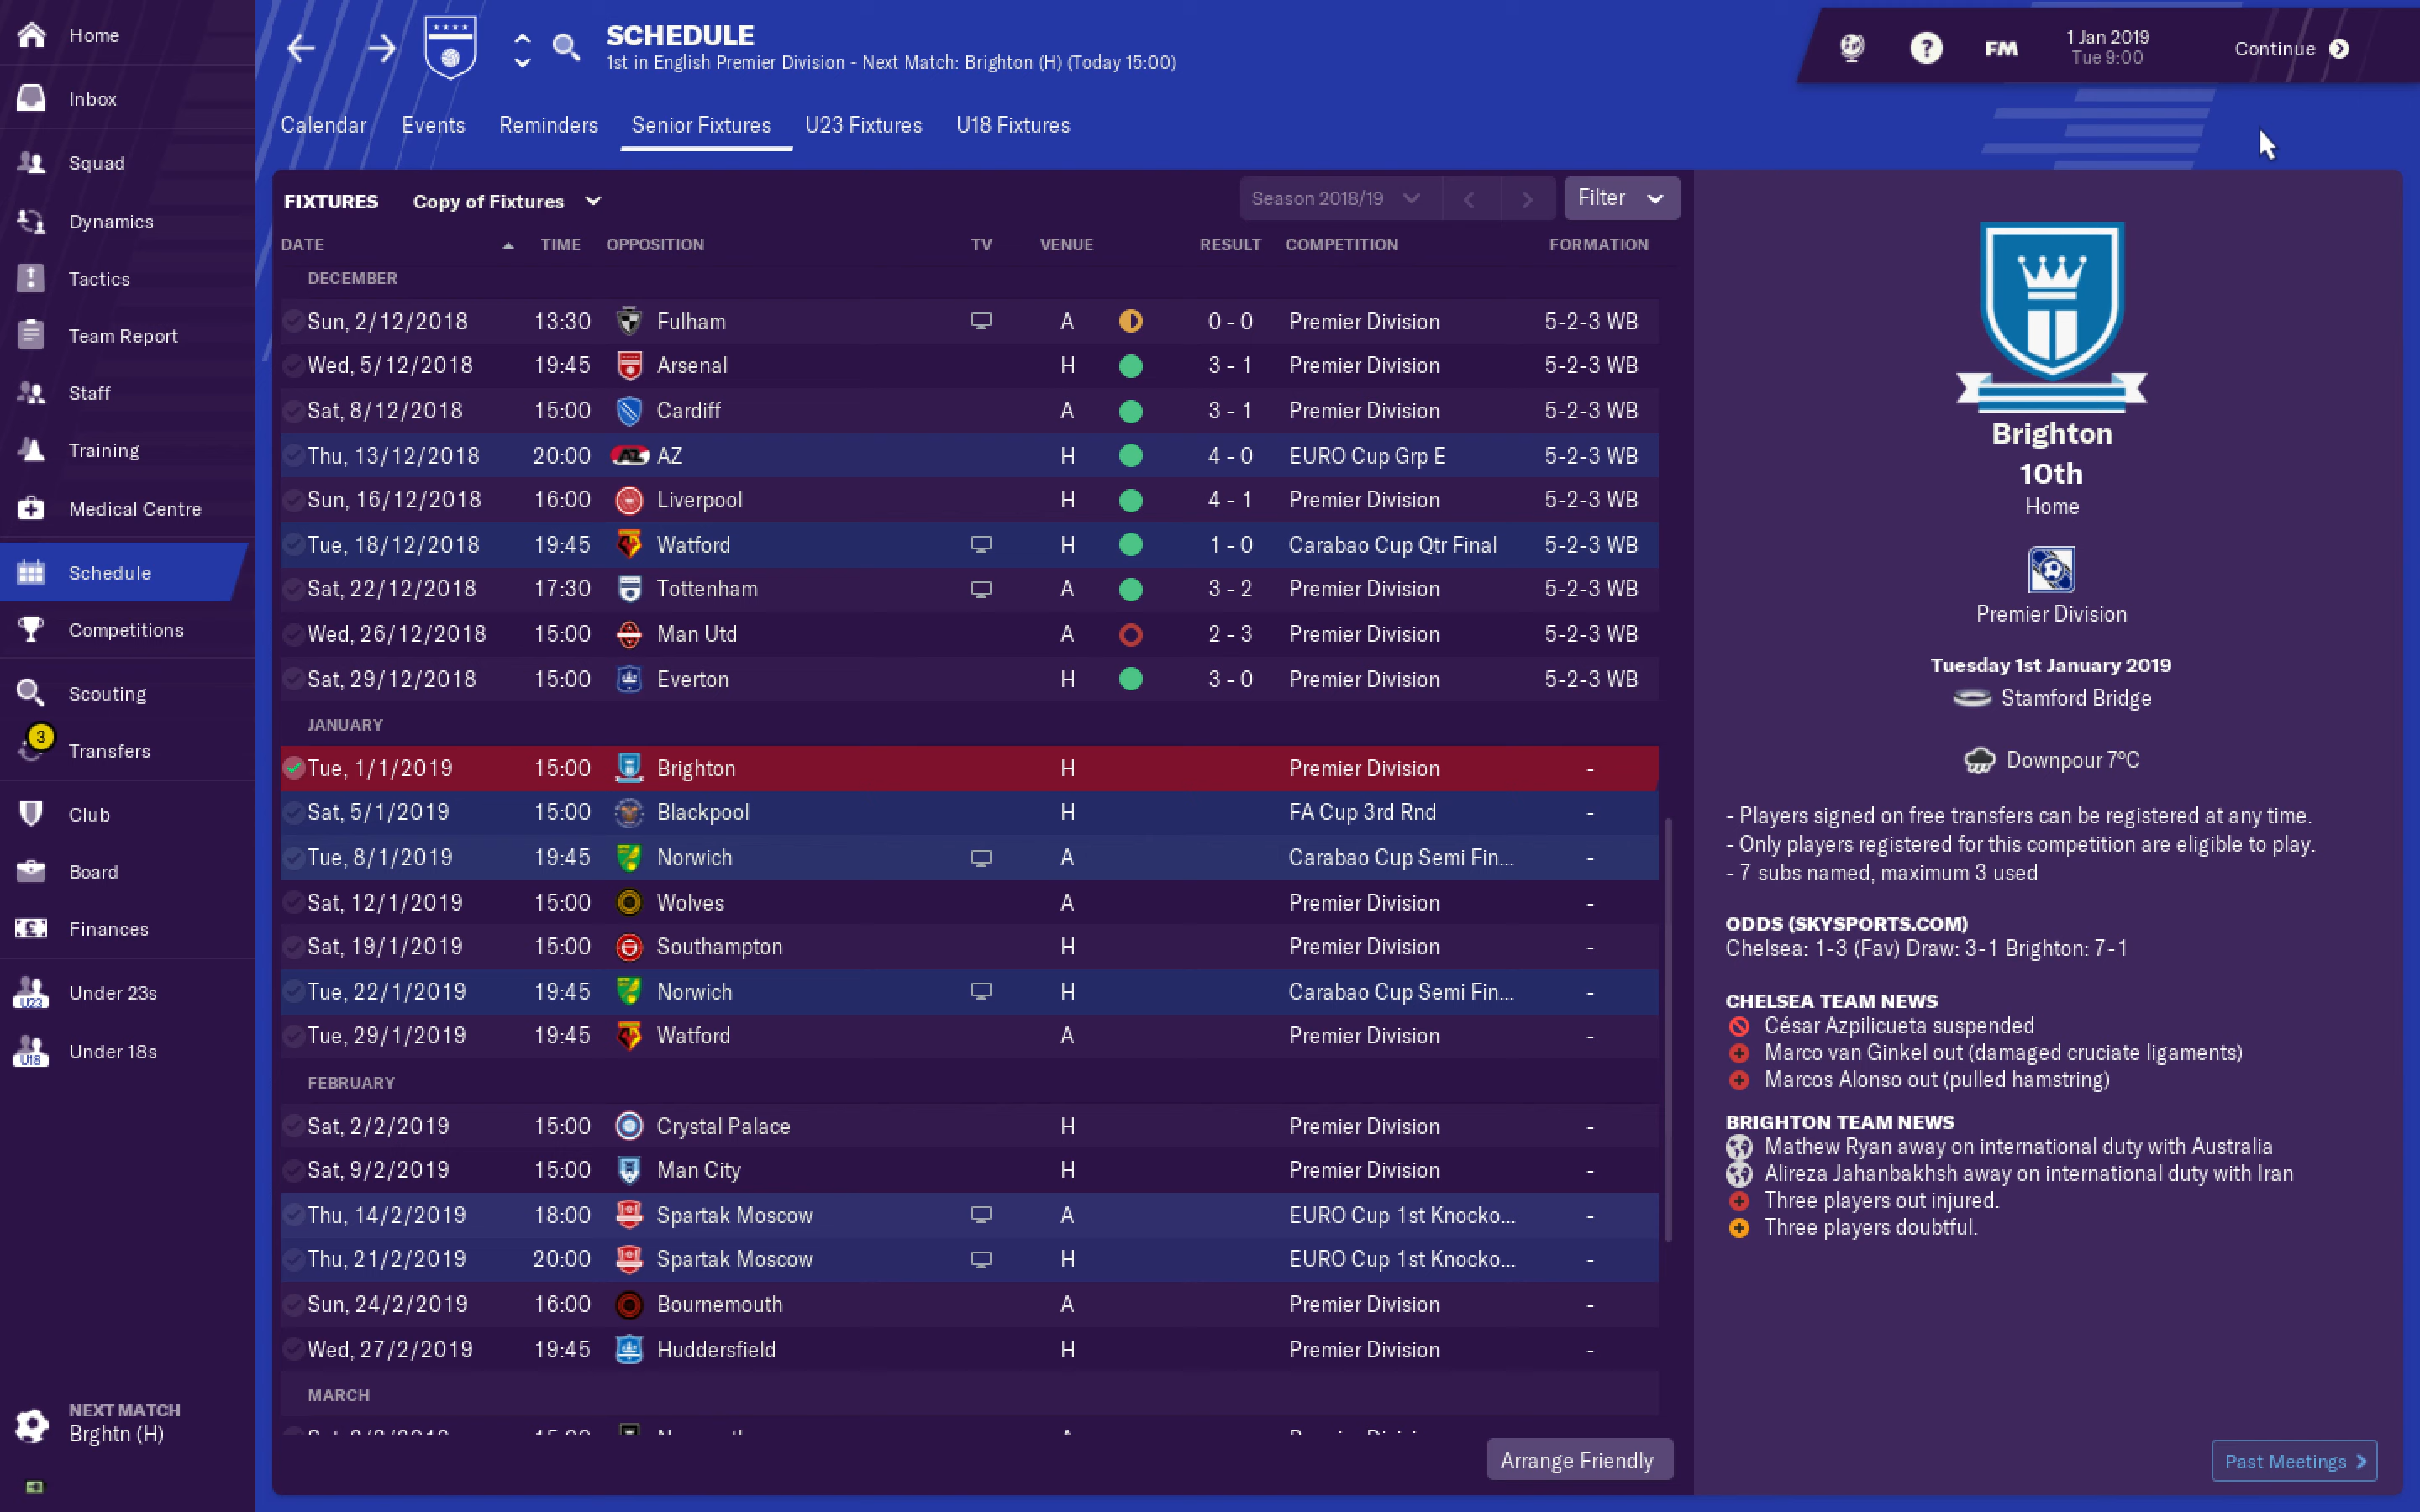 Home
Inbox
Squad
Dynamics
Tactics
Team Report
Staff
Training
Medical Centre
Schedule
Competitions
Scouting
3
Transfers
Club
Board
Finances
U23
Under 23s
U18
Under 18s
NEXT MATCH
Brghtn (H)
SCHEDULE
1st in English Premier Division - Next Match: Brighton (H) (Today 15:00)
? FM 1 Jan 2019 Continue
Tue 9:00
Calendar Events Reminders Senior Fixtures U23 Fixtures U18 Fixtures
FIXTURES Copy of Fixtures Season 2018/19 Filter
DATE TIME OPPOSITION TV VENUE RESULT COMPETITION FORMATION
DECEMBER
Sun, 2/12/2018 13:30 Fulham A 0 - 0 Premier Division 5-2-3 WB
Wed, 5/12/2018 19:45 Arsenal H 3 - 1 Premier Division 5-2-3 WB
Sat, 8/12/2018 15:00 Cardiff A 3 - 1 Premier Division 5-2-3 WB
Thu, 13/12/2018 20:00 AZ H 4 - 0 EURO Cup Grp E 5-2-3 WB
Sun, 16/12/2018 16:00 Liverpool H 4 - 1 Premier Division 5-2-3 WB
Tue, 18/12/2018 19:45 Watford H 1 - 0 Carabao Cup Qtr Final 5-2-3 WB
Sat, 22/12/2018 17:30 Tottenham A 3 - 2 Premier Division 5-2-3 WB
Wed, 26/12/2018 15:00 Man Utd A 2 - 3 Premier Division 5-2-3 WB
Sat, 29/12/2018 15:00 Everton H 3 - 0 Premier Division 5-2-3 WB
JANUARY
Tue, 1/1/2019 15:00 Brighton H Premier Division -
Sat, 5/1/2019 15:00 Blackpool H FA Cup 3rd Rnd -
Tue, 8/1/2019 19:45 Norwich A Carabao Cup Semi Fin... -
Sat, 12/1/2019 15:00 Wolves A Premier Division -
Sat, 19/1/2019 15:00 Southampton H Premier Division -
Tue, 22/1/2019 19:45 Norwich H Carabao Cup Semi Fin... -
Tue, 29/1/2019 19:45 Watford A Premier Division -
FEBRUARY
Sat, 2/2/2019 15:00 Crystal Palace H Premier Division -
Sat, 9/2/2019 15:00 Man City H Premier Division -
Thu, 14/2/2019 18:00 Spartak Moscow A EURO Cup 1st Knocko... -
Thu, 21/2/2019 20:00 Spartak Moscow H EURO Cup 1st Knocko... -
Sun, 24/2/2019 16:00 Bournemouth A Premier Division -
Wed, 27/2/2019 19:45 Huddersfield H Premier Division -
MARCH
Arrange Friendly
Brighton
10th
Home
Premier Division
Tuesday 1st January 2019
Stamford Bridge
Downpour 7ºC
- Players signed on free transfers can be registered at any time.
- Only players registered for this competition are eligible to play.
- 7 subs named, maximum 3 used
ODDS (SKYSPORTS.COM)
Chelsea: 1-3 (Fav) Draw: 3-1 Brighton: 7-1
CHELSEA TEAM NEWS
César Azpilicueta suspended
Marco van Ginkel out (damaged cruciate ligaments)
Marcos Alonso out (pulled hamstring)
BRIGHTON TEAM NEWS
Mathew Ryan away on international duty with Australia
Alireza Jahanbakhsh away on international duty with Iran
Three players out injured.
Three players doubtful.
Past Meetings